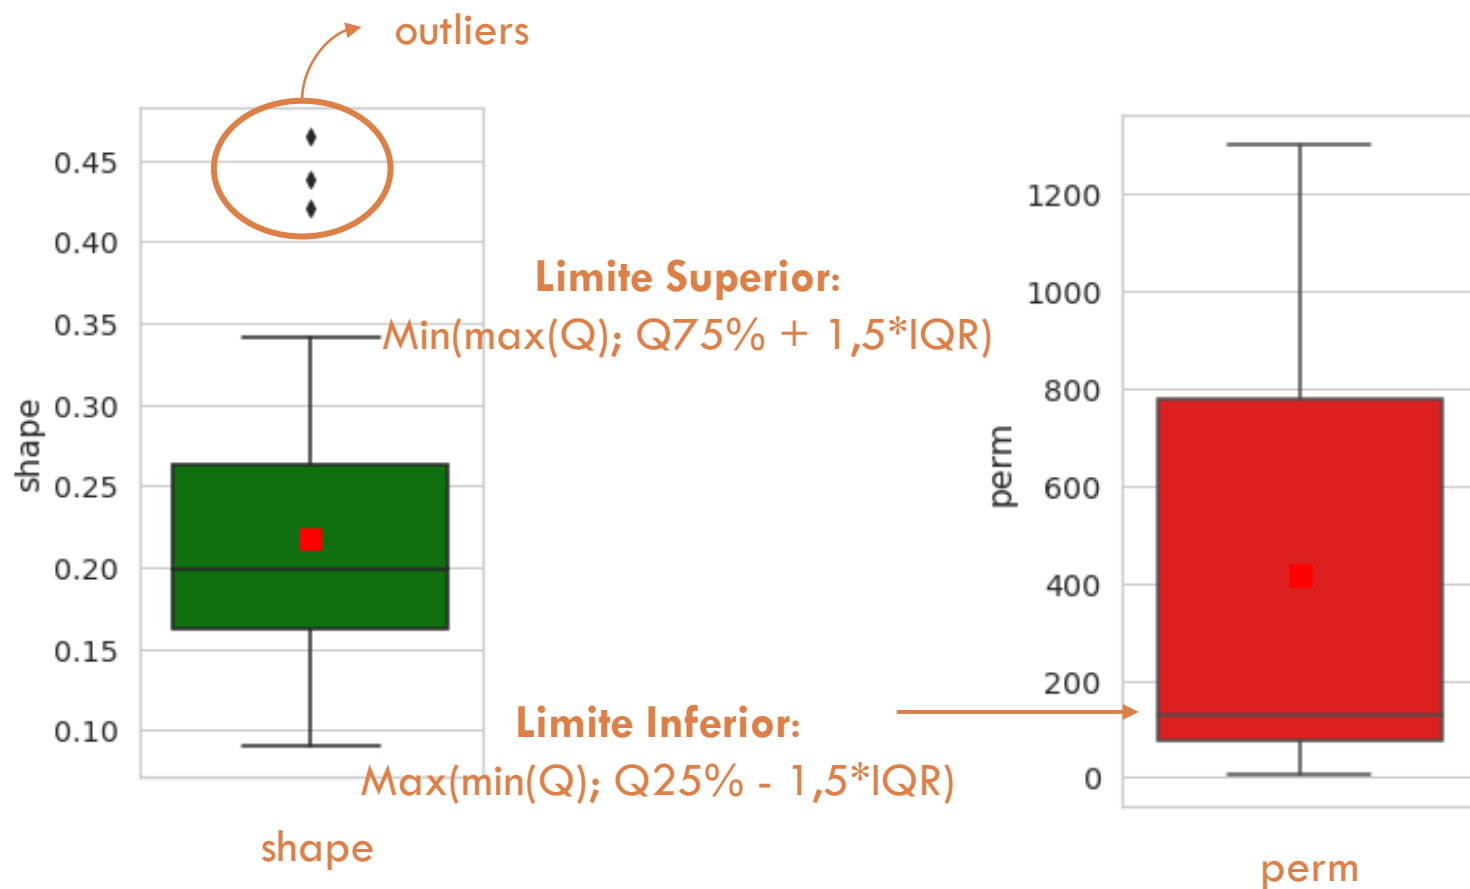 outliers
0.45
0.40
0.35
0.30
0.25
0.20
0.15
0.10
shape
shape
Limite Superior:
Min(max(Q); Q75% + 1,5*IQR)
Limite Inferior:
Max(min(Q); Q25% - 1,5*IQR)
1200
1000
800
600
400
200
0
perm
perm